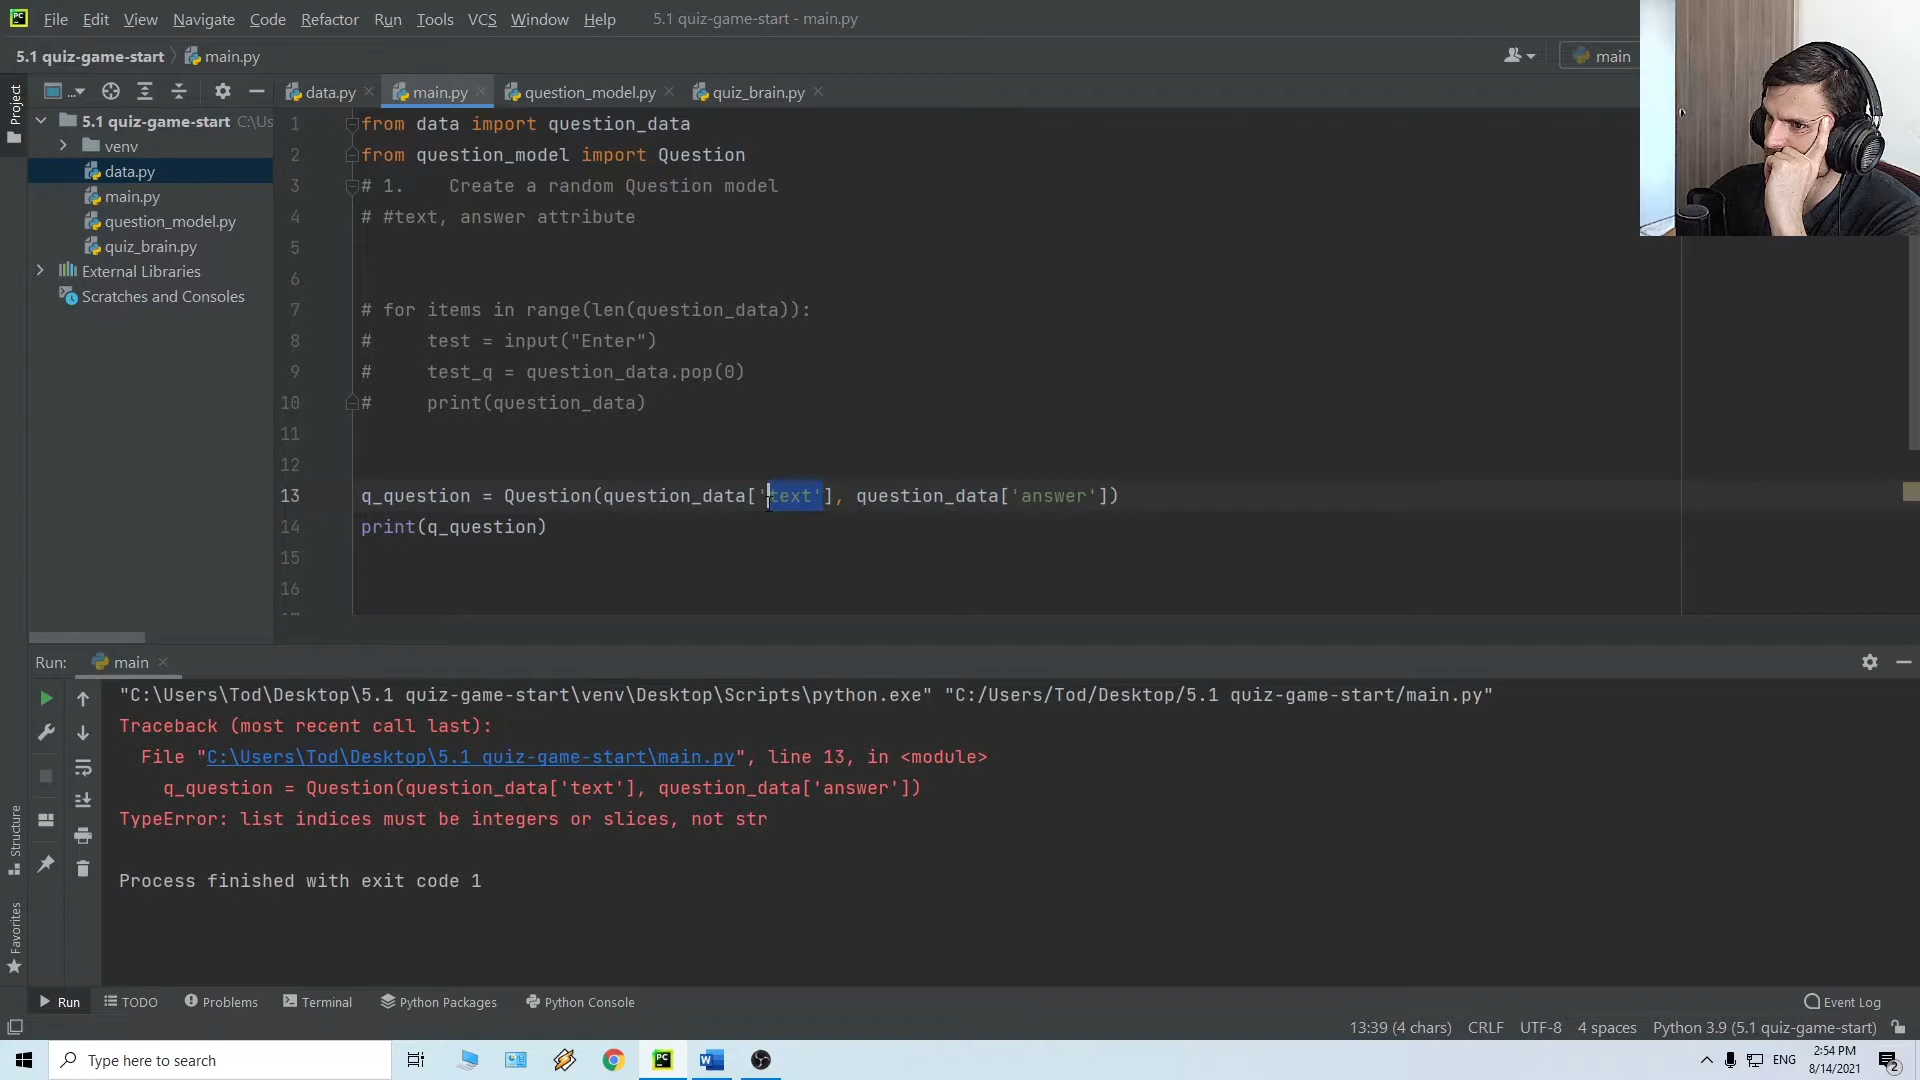 File Edit View Navigate Code Refactor Run Tools VCS Window Help 5.1 quiz-game-start - main.py
5.1 quiz-game-start main.py main
... data.py main.py question_model.py quiz_brain.py
Project
5.1 quiz-game-start C:\Us
venv
data.py
main.py
question_model.py
quiz_brain.py
External Libraries
Scratches and Consoles
1 from data import question_data
2 from question_model import Question
3 # 1.    Create a random Question model
4 # #text, answer attribute
5
6
7 # for items in range(len(question_data)):
8 #     test = input("Enter")
9 #     test_q = question_data.pop(0)
10 #     print(question_data)
11
12
13 q_question = Question(question_data['text'], question_data['answer'])
14 print(q_question)
15
16
Run: main
"C:\Users\Tod\Desktop\5.1 quiz-game-start\venv\Desktop\Scripts\python.exe" "C:/Users/Tod/Desktop/5.1 quiz-game-start/main.py"
Traceback (most recent call last):
File "C:\Users\Tod\Desktop\5.1 quiz-game-start\main.py", line 13, in <module>
q_question = Question(question_data['text'], question_data['answer'])
TypeError: list indices must be integers or slices, not str
Process finished with exit code 1
Structure
Favorites
Run TODO Problems Terminal Python Packages Python Console Event Log
13:39 (4 chars) CRLF UTF-8 4 spaces Python 3.9 (5.1 quiz-game-start)
Type here to search ENG 2:54 PM
8/14/2021 2